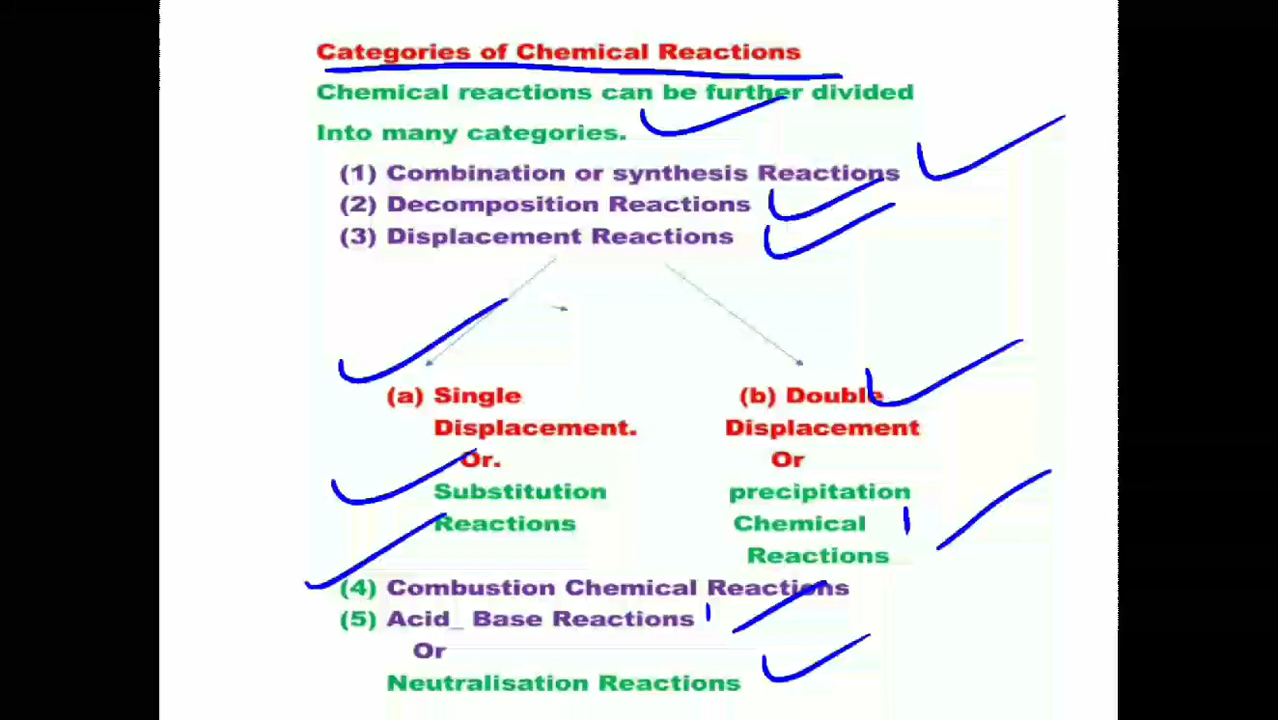 Categories of Chemical Reactions
Chemical reactions can be further divided
Into many categories.
(1) Combination or synthesis Reactions
(2) Decomposition Reactions
(3) Displacement Reactions
(a) Single
Displacement.
Or.
Substitution
Reactions
(b) Double
Displacement
Or
precipitation
Chemical
Reactions
(4) Combustion Chemical Reactions
(5) Acid_ Base Reactions
Or
Neutralisation Reactions